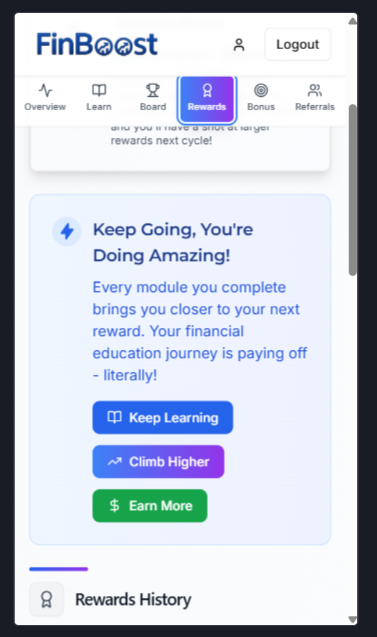 FinBoost
Logout
Overview
Learn
Board
Rewards
Bonus
Referrals
and you'll have a shot at larger
rewards next cycle!
Keep Going, You're
Doing Amazing!
Every module you complete
brings you closer to your next
reward. Your financial
education journey is paying off
- literally!
Keep Learning
Climb Higher
$ Earn More
Rewards History